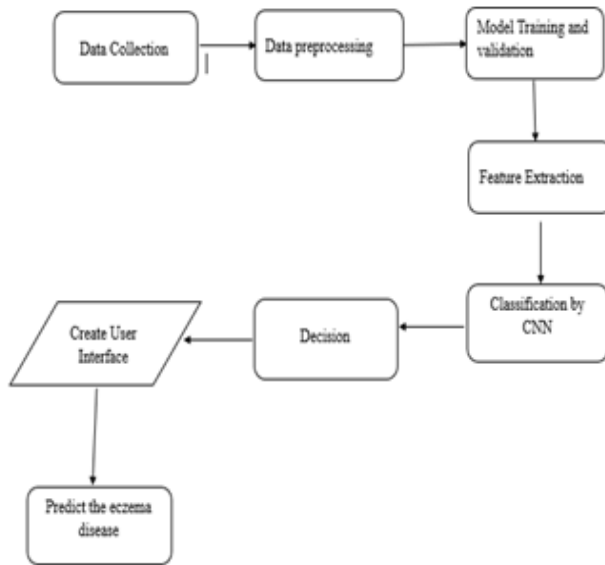 Data Collection
Data preprocessing
Model Training and
validation
Feature Extraction
Classification by
CNN
Decision
Create User
Interface
Predict the eczema
disease